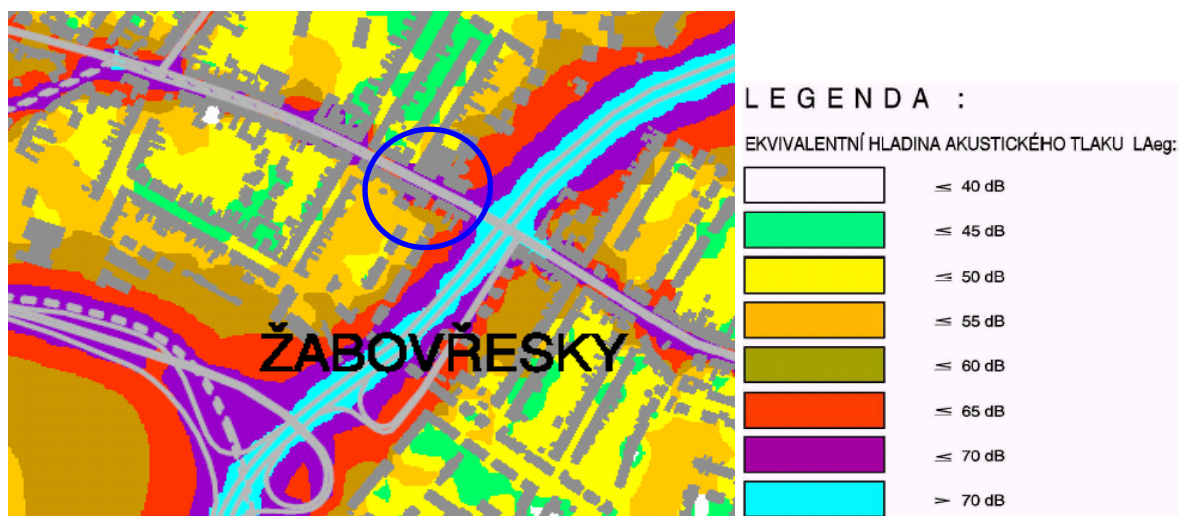 ŽABOVŘESKY
LEGENDA :
EKVIVALENTNÍ HLADINA AKUSTICKÉHO TLAKU LAeg:
≤ 40 dB
≤ 45 dB
≤ 50 dB
≤ 55 dB
≤ 60 dB
≤ 65 dB
≤ 70 dB
> 70 dB